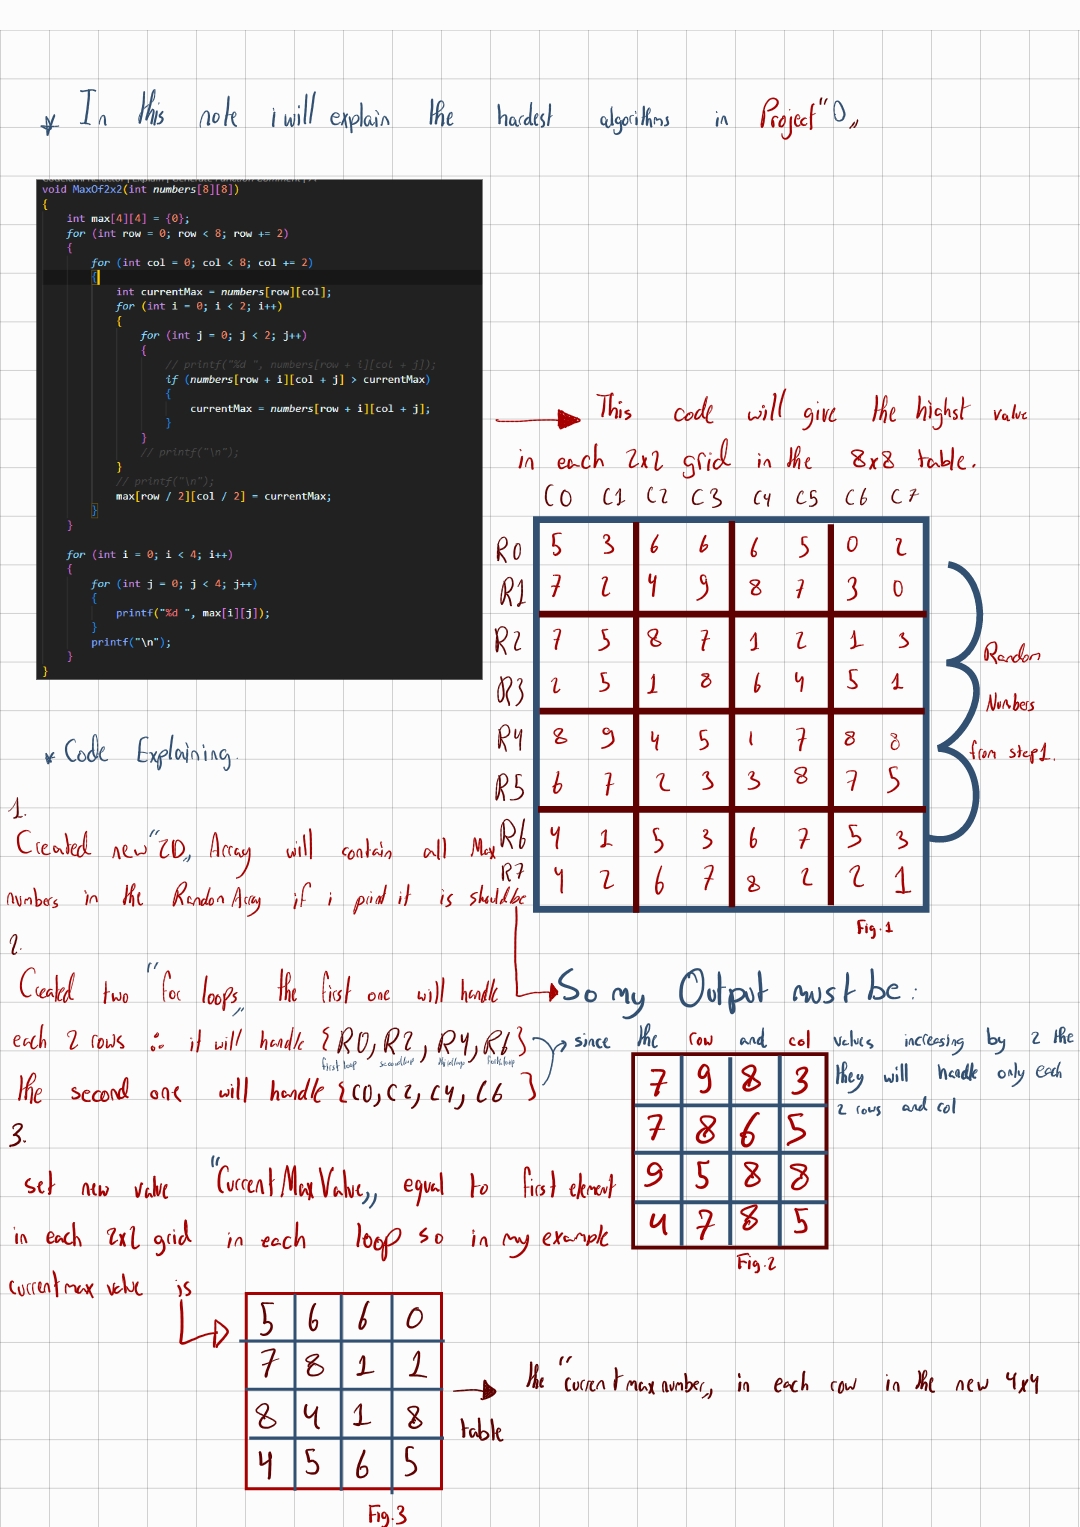 * In this note i will explain the hardest algorithms in Project "0"
void MaxOf2x2(int numbers[8][8])
{
int max[4][4] = {0};
for (int row = 0; row < 8; row += 2)
{
for (int col = 0; col < 8; col += 2)
{
int currentMax = numbers[row][col];
for (int i = 0; i < 2; i++)
{
for (int j = 0; j < 2; j++)
{
// printf("%d ", numbers[row + i][col + j]);
if (numbers[row + i][col + j] > currentMax)
{
currentMax = numbers[row + i][col + j];
}
}
// printf("\n");
}
// printf("\n");
max[row / 2][col / 2] = currentMax;
}
}
for (int i = 0; i < 4; i++)
{
for (int j = 0; j < 4; j++)
{
printf("%d ", max[i][j]);
}
printf("\n");
}
}
This code will give the highst value
in each 2x2 grid in the 8x8 table.
C0 C1 C2 C3 C4 C5 C6 C7
R0 5 3 6 6 6 5 0 2
R1 7 2 4 9 8 7 3 0
R2 7 5 8 7 1 2 1 3
R3 2 5 1 8 6 4 5 1
R4 8 9 4 5 1 7 8 8
R5 6 7 2 3 3 8 7 5
R6 4 1 5 3 6 7 5 3
R7 4 2 6 7 8 2 2 1
Fig.1
Random
Numbers
from step1.
* Code Explaining.
1.
Created new "2D" Array will contain all Max
numbers in the Random Array if i print it is should be
So my Output must be:
2.
Created two "for loops" the first one will handle
each 2 rows ∴ it will handle {R0, R2, R4, R6}
first loop second loop
the second one will handle {C0, C2, C4, C6 }
since the row and col values increasing by 2 the
they will handle only each
2 rows and col
7 9 8 3
7 8 6 5
9 5 8 8
4 7 8 5
Fig.2
3.
set new value "Current Max Value" equal to first element
in each 2x2 grid in each loop so in my example
current max value is
5 6 6 0
7 8 1 1
8 4 1 8
4 5 6 5
Fig.3
the "current max number" in each row in the new 4x4
table